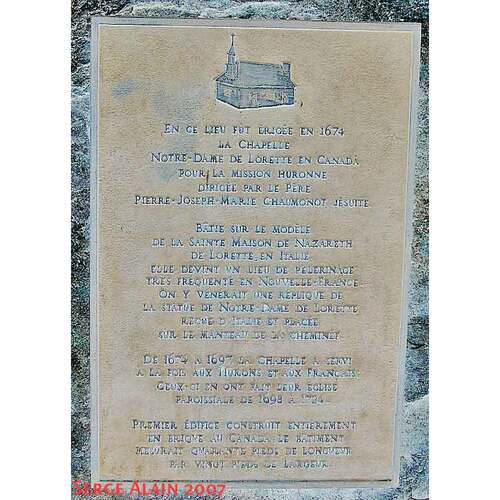 EN CE LIEU FUT ÉRIGÉE EN 1674
LA CHAPELLE
NOTRE-DAME DE LORETTE EN CANADA
POUR LA MISSION HURONNE
DIRIGÉE PAR LE PÈRE
PIERRE-JOSEPH-MARIE CHAUMONOT JÉSUITE
BÂTIE SUR LE MODÈLE
DE LA SAINTE MAISON DE NAZARETH
DE LORETTE EN ITALIE
ELLE DEVINT UN LIEU DE PÈLERINAGE
TRÈS FRÉQUENTÉ EN NOUVELLE-FRANCE
ON Y VÉNÉRAIT UNE RÉPLIQUE DE
LA STATUE DE NOTRE-DAME DE LORETTE
REÇUE D'ITALIE ET PLACÉE
SUR LE MANTEAU DE LA CHEMINÉE
DE 1674 À 1697 LA CHAPELLE A SERVI
À LA FOIS AUX HURONS ET AUX FRANÇAIS
CEUX-CI EN ONT FAIT LEUR ÉGLISE
PAROISSIALE DE 1698 À
PREMIER ÉDIFICE CONSTRUIT ENTIÈREMENT
EN BRIQUE AU CANADA LE BÂTIMENT
MESURAIT QUARANTE PIEDS DE LONGUEUR
PAR VINGT PIEDS DE LARGEUR
SERGE ALAIN 2007